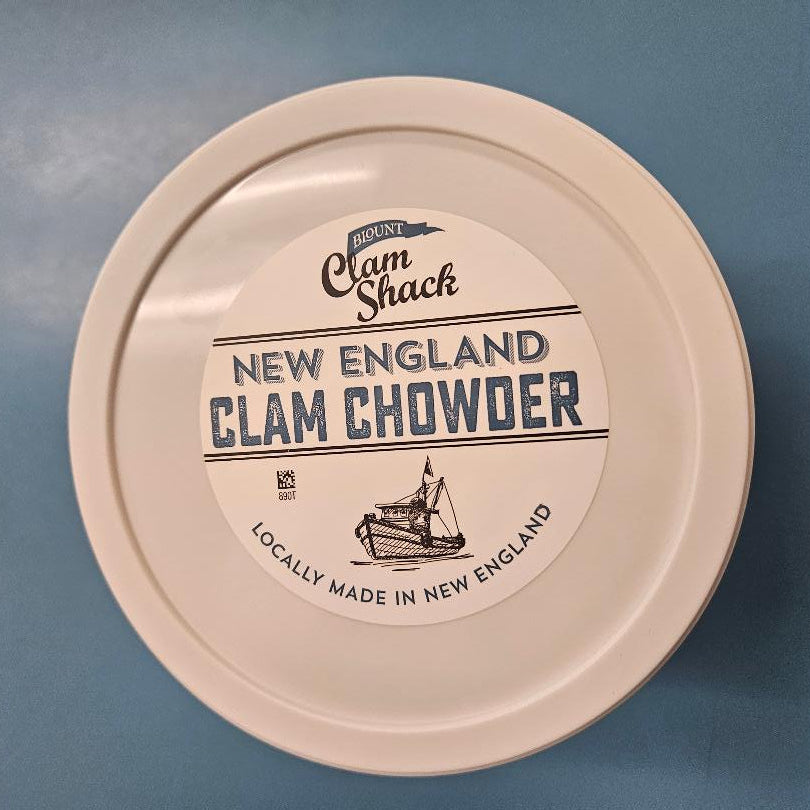 BLOUNT
Clam
Shack
NEW ENGLAND
CLAM CHOWDER
LOCALLY MADE IN NEW ENGLAND